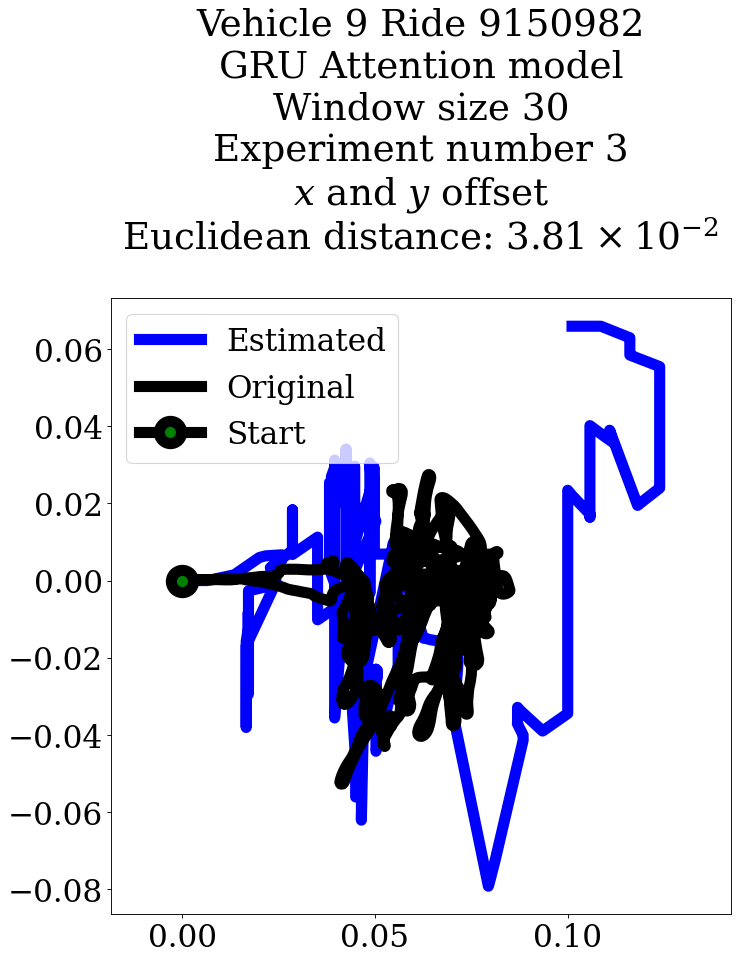 Vehicle 9 Ride 9150982
GRU Attention model
Window size 30
Experiment number 3
x and y offset
Euclidean distance: 3.81 × 10⁻²
Estimated
Original
Start
0.06
0.04
0.02
0.00
−0.02
−0.04
−0.06
−0.08
0.00 0.05 0.10